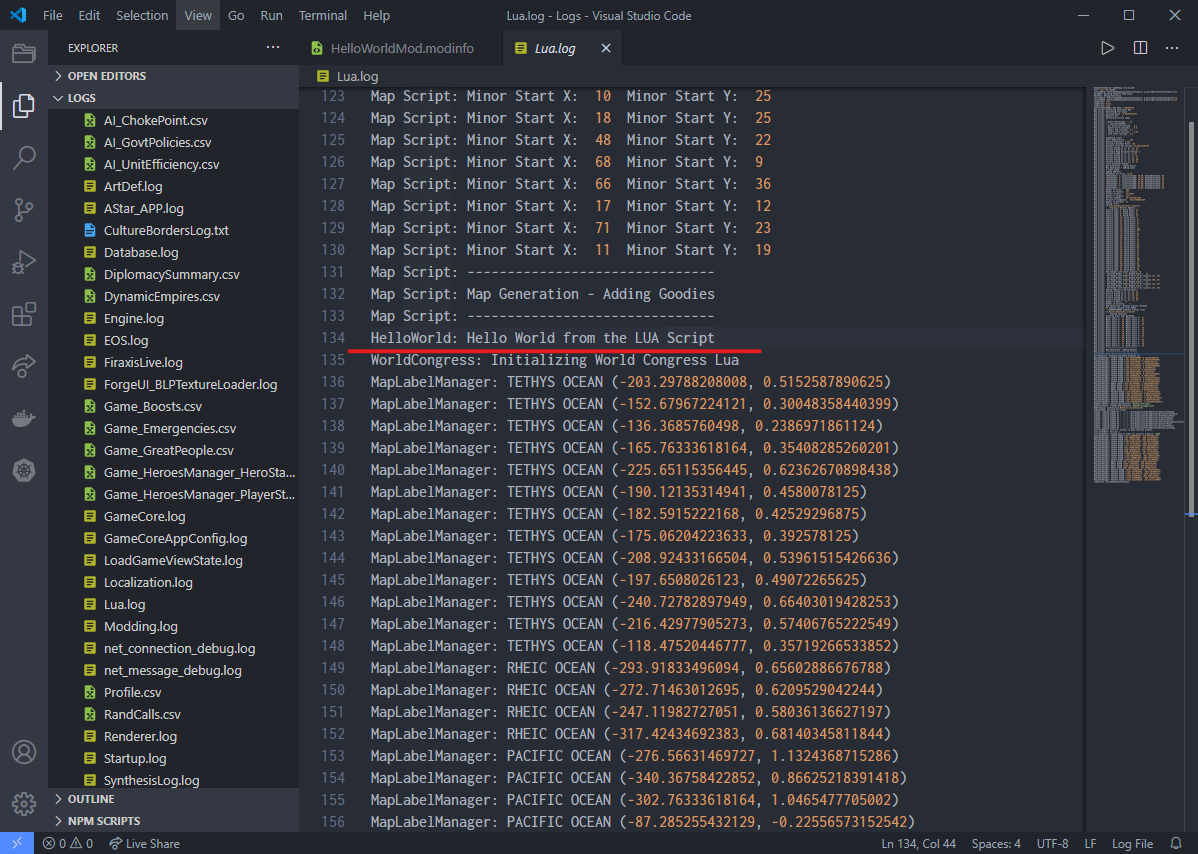 File Edit Selection View Go Run Terminal Help Lua.log - Logs - Visual Studio Code
EXPLORER
HelloWorldMod.modinfo Lua.log
OPEN EDITORS
LOGS
AI_ChokePoint.csv
AI_GovtPolicies.csv
AI_UnitEfficiency.csv
ArtDef.log
AStar_APP.log
CultureBordersLog.txt
Database.log
DiplomacySummary.csv
DynamicEmpires.csv
Engine.log
EOS.log
FiraxisLive.log
ForgeUI_BLPTextureLoader.log
Game_Boosts.csv
Game_Emergencies.csv
Game_GreatPeople.csv
Game_HeroesManager_HeroSta...
Game_HeroesManager_PlayerSt...
GameCore.log
GameCoreAppConfig.log
LoadGameViewState.log
Localization.log
Lua.log
Modding.log
net_connection_debug.log
net_message_debug.log
Profile.csv
RandCalls.csv
Renderer.log
Startup.log
SynthesisLog.log
OUTLINE
NPM SCRIPTS
Lua.log
123 Map Script: Minor Start X: 10 Minor Start Y: 25
124 Map Script: Minor Start X: 18 Minor Start Y: 25
125 Map Script: Minor Start X: 48 Minor Start Y: 22
126 Map Script: Minor Start X: 68 Minor Start Y: 9
127 Map Script: Minor Start X: 66 Minor Start Y: 36
128 Map Script: Minor Start X: 17 Minor Start Y: 12
129 Map Script: Minor Start X: 71 Minor Start Y: 23
130 Map Script: Minor Start X: 11 Minor Start Y: 19
131 Map Script: -------------------------------
132 Map Script: Map Generation - Adding Goodies
133 Map Script: -------------------------------
134 HelloWorld: Hello World from the LUA Script
135 WorldCongress: Initializing World Congress Lua
136 MapLabelManager: TETHYS OCEAN (-203.29788208008, 0.5152587890625)
137 MapLabelManager: TETHYS OCEAN (-152.67967224121, 0.30048358440399)
138 MapLabelManager: TETHYS OCEAN (-136.3685760498, 0.2386971861124)
139 MapLabelManager: TETHYS OCEAN (-165.76333618164, 0.35408285260201)
140 MapLabelManager: TETHYS OCEAN (-225.65115356445, 0.62362670898438)
141 MapLabelManager: TETHYS OCEAN (-190.12135314941, 0.4580078125)
142 MapLabelManager: TETHYS OCEAN (-182.5915222168, 0.42529296875)
143 MapLabelManager: TETHYS OCEAN (-175.06204223633, 0.392578125)
144 MapLabelManager: TETHYS OCEAN (-208.92433166504, 0.53961515426636)
145 MapLabelManager: TETHYS OCEAN (-197.6508026123, 0.49072265625)
146 MapLabelManager: TETHYS OCEAN (-240.72782897949, 0.66403019428253)
147 MapLabelManager: TETHYS OCEAN (-216.42977905273, 0.57406765222549)
148 MapLabelManager: TETHYS OCEAN (-118.47520446777, 0.35719266533852)
149 MapLabelManager: RHEIC OCEAN (-293.91833496094, 0.65602886676788)
150 MapLabelManager: RHEIC OCEAN (-272.71463012695, 0.6209529042244)
151 MapLabelManager: RHEIC OCEAN (-247.11982727051, 0.58036136627197)
152 MapLabelManager: RHEIC OCEAN (-317.42434692383, 0.68140345811844)
153 MapLabelManager: PACIFIC OCEAN (-276.56631469727, 1.1324368715286)
154 MapLabelManager: PACIFIC OCEAN (-340.36758422852, 0.86625218391418)
155 MapLabelManager: PACIFIC OCEAN (-302.76333618164, 1.0465477705002)
156 MapLabelManager: PACIFIC OCEAN (-87.285255432129, -0.22556573152542)
0 0 Live Share Ln 134, Col 44 Spaces: 4 UTF-8 LF Log File